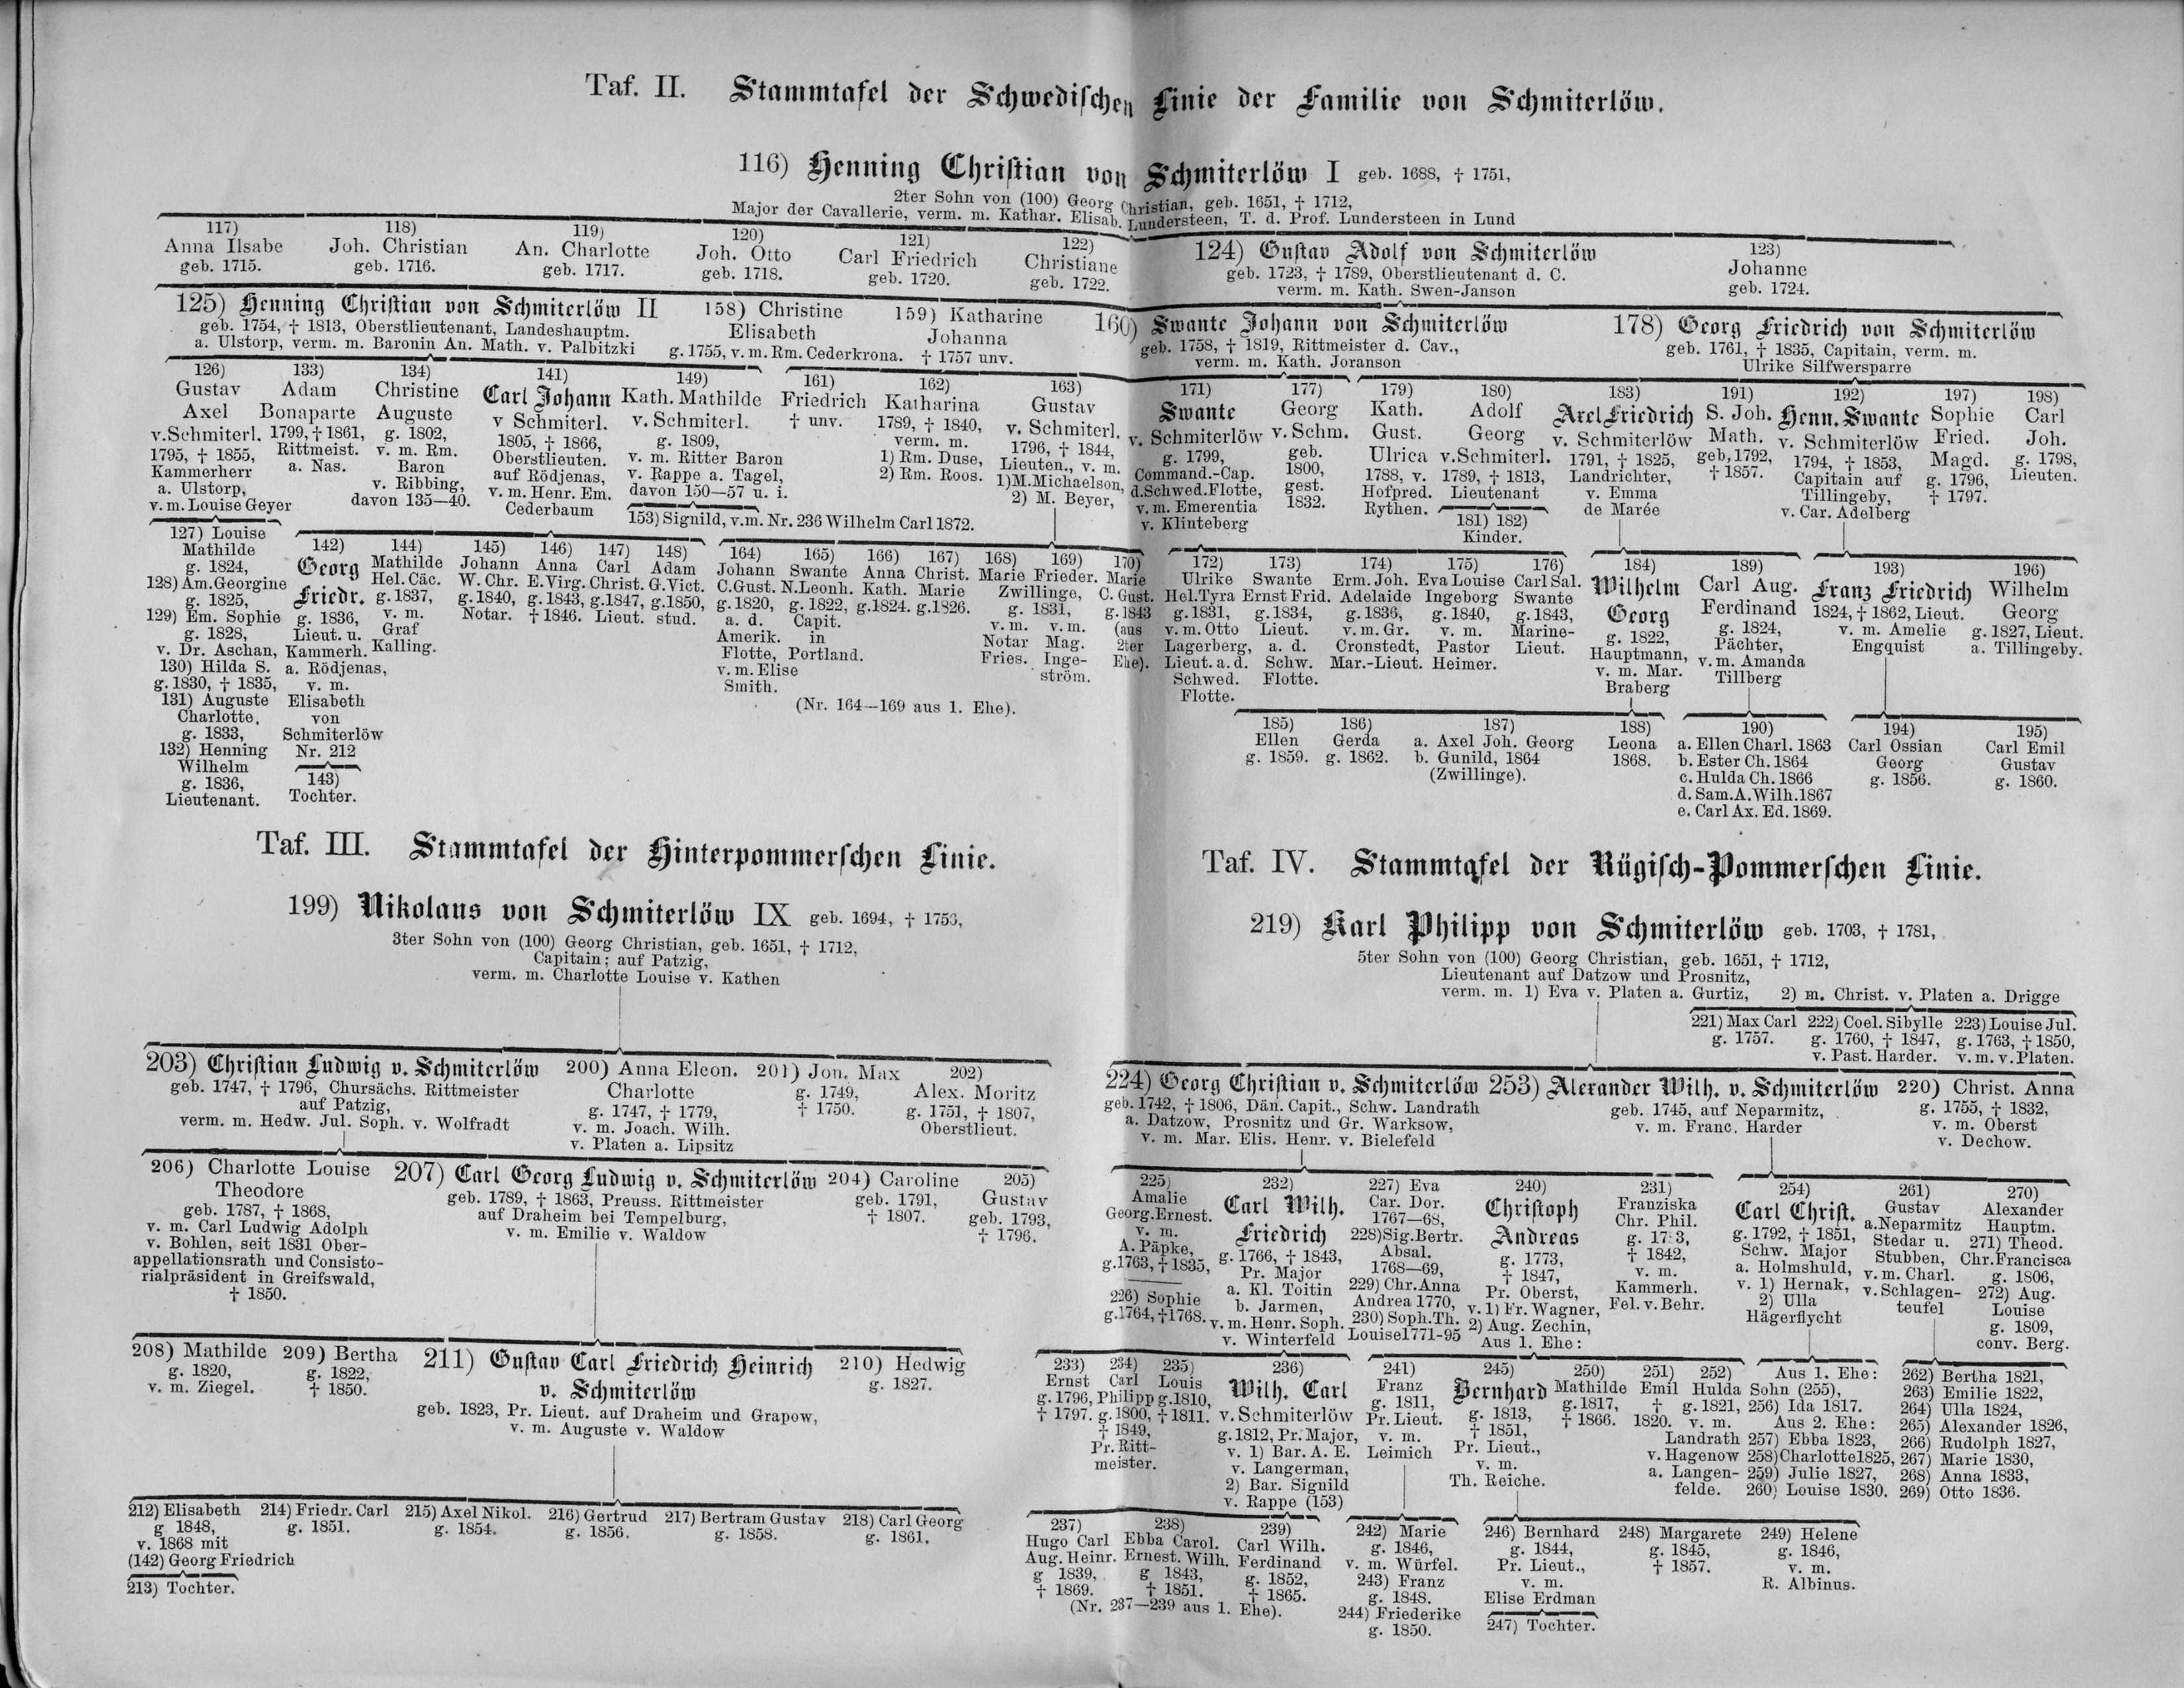 Taf. II. Stammtafel der Schwedischen Linie der Familie von Schmiterlöw.
116) Henning Christian von Schmiterlöw I geb. 1688, † 1751,
2ter Sohn von (100) Georg Christian, geb. 1651, † 1712,
Major der Cavallerie, verm. m. Kathar. Elisab. Lundersteen, T. d. Prof. Lundersteen in Lund
117)
Anna Ilsabe
geb. 1715.
118)
Joh. Christian
geb. 1716.
119)
An. Charlotte
geb. 1717.
120)
Joh. Otto
geb. 1718.
121)
Carl Friedrich
geb. 1720.
122)
Christiane
geb. 1722.
124) Gustav Adolf von Schmiterlöw
geb. 1723, † 1789, Oberstlieutenant d. C.
verm. m. Kath. Swen-Janson
123)
Johanne
geb. 1724.
125) Henning Christian von Schmiterlöw II
geb. 1754, † 1813, Oberstlieutenant, Landeshauptm.
a. Ulstorp, verm. m. Baronin An. Math. v. Palbitzki
158) Christine
Elisabeth
g. 1755, v. m. Rm. Cederkrona.
159) Katharine
Johanna
† 1757 unv.
160) Swante Johann von Schmiterlöw
geb. 1758, † 1819, Rittmeister d. Cav.,
verm. m. Kath. Joranson
178) Georg Friedrich von Schmiterlöw
geb. 1761, † 1835, Capitain, verm. m.
Ulrike Silfwersparre
126)
Gustav
Axel
v. Schmiterl.
1795, † 1855,
Kammerherr
a. Ulstorp,
v. m. Louise Geyer
133)
Adam
Bonaparte
1799, † 1861,
Rittmeist.
a. Nas.
134)
Christine
Auguste
g. 1802,
v. m. Rm.
Baron
v. Ribbing,
davon 135—40.
141)
Carl Johann
v Schmiterl.
1805, † 1866,
Oberstlieuten.
auf Rödjenas,
v. m. Henr. Em.
Cederbaum
149)
Kath. Mathilde
v. Schmiterl.
g. 1809,
v. m. Ritter Baron
v. Rappe a. Tagel,
davon 150—57 u. i.
153) Signild, v. m. Nr. 236 Wilhelm Carl 1872.
161)
Friedrich
† unv.
162)
Katharina
1789, † 1840,
verm. m.
1) Rm. Duse,
2) Rm. Roos.
163)
Gustav
v. Schmiterl.
1796, † 1844,
Lieuten., v. m.
1) M. Michaelson,
2) M. Beyer,
171)
Swante
v. Schmiterlöw
g. 1799,
Command.-Cap.
d. Schwed. Flotte,
v. m. Emerentia
v. Klinteberg
177)
Georg
v. Schm.
geb.
1800,
gest.
1832.
179)
Kath.
Gust.
Ulrica
1788, v.
Hofpred.
Rythen.
180)
Adolf
Georg
v. Schmiterl.
1789, † 1813,
Lieutenant
181) 182)
Kinder.
183)
Axel Friedrich
v. Schmiterlöw
1791, † 1825,
Landrichter,
v. Emma
de Marée
191)
S. Joh.
Math.
geb, 1792,
† 1857.
192)
Henn. Swante
v. Schmiterlöw
1794, † 1853,
Capitain auf
Tillingeby,
v. Car. Adelberg
197)
Sophie
Fried.
Magd.
g. 1796,
† 1797.
198)
Carl
Joh.
g. 1798,
Lieuten.
127) Louise
Mathilde
g. 1824,
128) Am. Georgine
g. 1825,
129) Em. Sophie
g. 1828,
v. Dr. Aschan,
130) Hilda S.
g. 1830, † 1835,
131) Auguste
Charlotte,
g. 1833,
132) Henning
Wilhelm
g. 1836,
Lieutenant.
142)
Georg
Friedr.
g. 1836,
Lieut. u.
Kammerh.
a. Rödjenas,
v. m.
Elisabeth
von
Schmiterlöw
Nr. 212
143)
Tochter.
144)
Mathilde
Hel. Cäc.
g. 1837,
v. m.
Graf
Kalling.
145)
Johann
W. Chr.
g. 1840,
Notar.
146)
Anna
E. Virg.
g. 1843,
† 1846.
147)
Carl
Christ.
g. 1847,
Lieut.
148)
Adam
G. Vict.
g. 1850,
stud.
164)
Johann
C. Gust.
g. 1820,
a. d.
Amerik.
Flotte,
v. m. Elise
Smith.
165)
Swante
N. Leonh.
g. 1822,
Capit.
in
Portland.
166)
Anna
Kath.
g. 1824.
167)
Christ.
Marie
g. 1826.
168) 169)
Marie Frieder.
Zwillinge,
g. 1831,
v. m. v. m.
Notar Mag.
Fries. Inge-
ström.
170)
Marie
C. Gust.
g. 1843
(aus
2ter
Ehe).
(Nr. 164—169 aus 1. Ehe).
172)
Ulrike
Hel. Tyra
g. 1831,
v. m. Otto
Lagerberg,
Lieut. a. d.
Schwed.
Flotte.
173)
Swante
Ernst Frid.
g. 1834,
Lieut.
a. d.
Schw.
Flotte.
174)
Erm. Joh.
Adelaide
g. 1836,
v. m. Gr.
Cronstedt,
Mar.-Lieut.
175)
Eva Louise
Ingeborg
g. 1840,
v. m.
Pastor
Heimer.
176)
Carl Sal.
Swante
g. 1843,
Marine-
Lieut.
184)
Wilhelm
Georg
g. 1822,
Hauptmann,
v. m. Mar.
Braberg
189)
Carl Aug.
Ferdinand
g. 1824,
Pächter,
v. m. Amanda
Tillberg
193)
Franz Friedrich
1824, † 1862, Lieut.
v. m. Amelie
Engquist
196)
Wilhelm
Georg
g. 1827, Lieut.
a. Tillingeby.
185)
Ellen
g. 1859.
186)
Gerda
g. 1862.
187)
a. Axel Joh. Georg
b. Gunild, 1864
(Zwillinge).
188)
Leona
1868.
190)
a. Ellen Charl. 1863
b. Ester Ch. 1864
c. Hulda Ch. 1866
d. Sam. A. Wilh. 1867
e. Carl Ax. Ed. 1869.
194)
Carl Ossian
Georg
g. 1856.
195)
Carl Emil
Gustav
g. 1860.
Taf. III. Stammtafel der Hinterpommerschen Linie.
199) Nikolaus von Schmiterlöw IX geb. 1694, †
3ter Sohn von (100) Georg Christian, geb. 1651, † 1712,
Capitain; auf Patzig,
verm. m. Charlotte Louise v. Kathen
203) Christian Ludwig v. Schmiterlöw
geb. 1747, † 1796, Chursächs. Rittmeister
auf Patzig,
verm. m. Hedw. Jul. Soph. v. Wolfradt
200) Anna Eleon.
Charlotte
g. 1747, † 1779,
v. m. Joach. Wilh.
v. Platen a. Lipsitz
201) Jon. Max
g. 1749,
† 1750.
202)
Alex. Moritz
g. 1751, † 1807,
Oberstlieut.
206) Charlotte Louise
Theodore
geb. 1787, † 1868,
v. m. Carl Ludwig Adolph
v. Bohlen, seit 1831 Ober-
appellationsrath und Consisto-
rialpräsident in Greifswald,
† 1850.
207) Carl Georg Ludwig v. Schmiterlöw
geb. 1789, † 1863, Preuss. Rittmeister
auf Draheim bei Tempelburg,
v. m. Emilie v. Waldow
204) Caroline
geb. 1791,
† 1807.
205)
Gustav
geb. 1793,
† 1796.
208) Mathilde
g. 1820,
v. m. Ziegel.
209) Bertha
g. 1822,
† 1850.
211) Gustav Carl Friedrich Heinrich
v. Schmiterlöw
geb. 1823, Pr. Lieut. auf Draheim und Grapow,
v. m. Auguste v. Waldow
210) Hedwig
g. 1827.
212) Elisabeth
g 1848,
v. 1868 mit
(142) Georg Friedrich
213) Tochter.
214) Friedr. Carl
g. 1851.
215) Axel Nikol.
g. 1854.
216) Gertrud
g. 1856.
217) Bertram Gustav
g. 1858.
218) Carl Georg
g. 1861.
Taf. IV. Stammtafel der Rügisch-Pommerschen Linie.
219) Karl Philipp von Schmiterlöw geb. 1703, † 1781,
5ter Sohn von (100) Georg Christian, geb. 1651, † 1712,
Lieutenant auf Datzow und Prosnitz,
verm. m. 1) Eva v. Platen a. Gurtiz, 2) m. Christ. v. Platen a. Drigge
221) Max Carl
g. 1757.
222) Coel. Sibylle
g. 1760, † 1847,
v. Past. Harder.
223) Louise Jul.
g. 1763, † 1850,
v. m. v. Platen.
224) Georg Christian v. Schmiterlöw
geb. 1742, † 1806, Dän. Capit., Schw. Landrath
a. Datzow, Prosnitz und Gr. Warksow,
v. m. Mar. Elis. Henr. v. Bielefeld
253) Alexander Wilh. v. Schmiterlöw
geb. 1745, auf Neparmitz,
v. m. Franc. Harder
220) Christ. Anna
g. 1755, † 1832,
v. m. Oberst
v. Dechow.
225)
Amalie
Georg. Ernest.
v. m.
A. Päpke,
g. 1763, † 1835,
226) Sophie
g. 1764, † 1768.
232)
Carl Wilh.
Friedrich
g. 1766, † 1843,
Pr. Major
a. Kl. Toitin
b. Jarmen,
v. m. Henr. Soph.
v. Winterfeld
227) Eva
Car. Dor.
1767—68,
228) Sig. Bertr.
Absal.
1768—69,
229) Chr. Anna
Andrea 1770,
230) Soph. Th.
Louise 1771-95
240)
Christoph
Andreas
g. 1773,
† 1847,
Pr. Oberst,
v. 1) Fr. Wagner,
2) Aug. Zechin,
Aus 1. Ehe:
231)
Franziska
Chr. Phil.
g.
† 1842,
v. m.
Kammerh.
Fel. v. Behr.
254)
Carl Christ.
g. 1792, † 1851,
Schw. Major
a. Holmshuld,
v. 1) Hernak,
2) Ulla
Hägerflycht
261)
Gustav
a. Neparmitz
Stedar u.
Stubben,
v. m. Charl.
v. Schlagen-
teufel
270)
Alexander
Hauptm.
271) Theod.
Chr. Francisca
g. 1806,
272) Aug.
Louise
g. 1809,
conv. Berg.
233)
Ernst
g. 1796,
† 1797.
234)
Carl
Philipp
g. 1800,
† 1849,
Pr. Ritt-
meister.
235)
Louis
g. 1810,
† 1811.
236)
Wilh. Carl
v. Schmiterlöw
g. 1812, Pr. Major,
v. 1) Bar. A. E.
v. Langerman,
2) Bar. Signild
v. Rappe (153)
241)
Franz
g. 1811,
Pr. Lieut.
v. m.
Leimich
245)
Bernhard
g. 1813,
† 1851,
Pr. Lieut.,
v. m.
Th. Reiche.
250)
Mathilde
g. 1817,
† 1866.
251)
Emil
†
1820.
252)
Hulda
g. 1821,
v. m.
Landrath
v. Hagenow
a. Langen-
felde.
Aus 1. Ehe:
Sohn (255),
256) Ida 1817.
Aus 2. Ehe:
257) Ebba 1823,
258) Charlotte 1825,
259) Julie 1827,
260) Louise 1830.
262) Bertha 1821,
263) Emilie 1822,
264) Ulla 1824,
265) Alexander 1826,
266) Rudolph 1827,
267) Marie 1830,
268) Anna 1833,
269) Otto 1836.
237)
Hugo Carl
Aug. Heinr.
g 1839,
† 1869.
238)
Ebba Carol.
Ernest. Wilh.
g 1843,
† 1851.
239)
Carl Wilh.
Ferdinand
g. 1852,
† 1865.
(Nr. 237—239 aus 1. Ehe).
242) Marie
g. 1846,
v. m. Würfel.
243) Franz
g. 1848.
244) Friederike
g. 1850.
246) Bernhard
g. 1844,
Pr. Lieut.,
v. m.
Elise Erdman
247) Tochter.
248) Margarete
g. 1845,
† 1857.
249) Helene
g. 1846,
v. m.
R. Albinus.